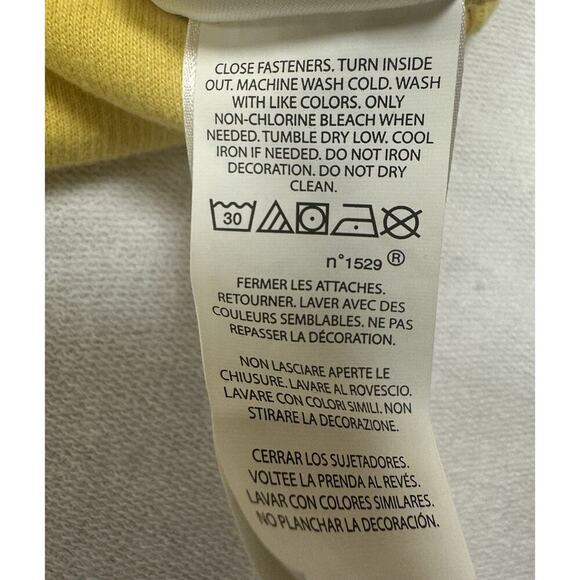 CLOSE FASTENERS. TURN INSIDE
OUT. MACHINE WASH COLD. WASH
WITH LIKE COLORS. ONLY
NON-CHLORINE BLEACH WHEN
NEEDED. TUMBLE DRY LOW. COOL
IRON IF NEEDED. DO NOT IRON
DECORATION. DO NOT DRY
CLEAN.
30
n°1529 ®
FERMER LES ATTACHES.
RETOURNER. LAVER AVEC DES
COULEURS SEMBLABLES. NE PAS
REPASSER LA DÉCORATION.
NON LASCIARE APERTE LE
CHIUSURE. LAVARE AL ROVESCIO.
LAVARE CON COLORI SIMILI. NON
STIRARE LA DECORAZIONE.
CERRAR LOS SUJETADORES.
VOLTEE LA PRENDA AL REVÉS.
LAVAR CON COLORES SIMILARES.
NO PLANCHAR LA DECORACIÓN.